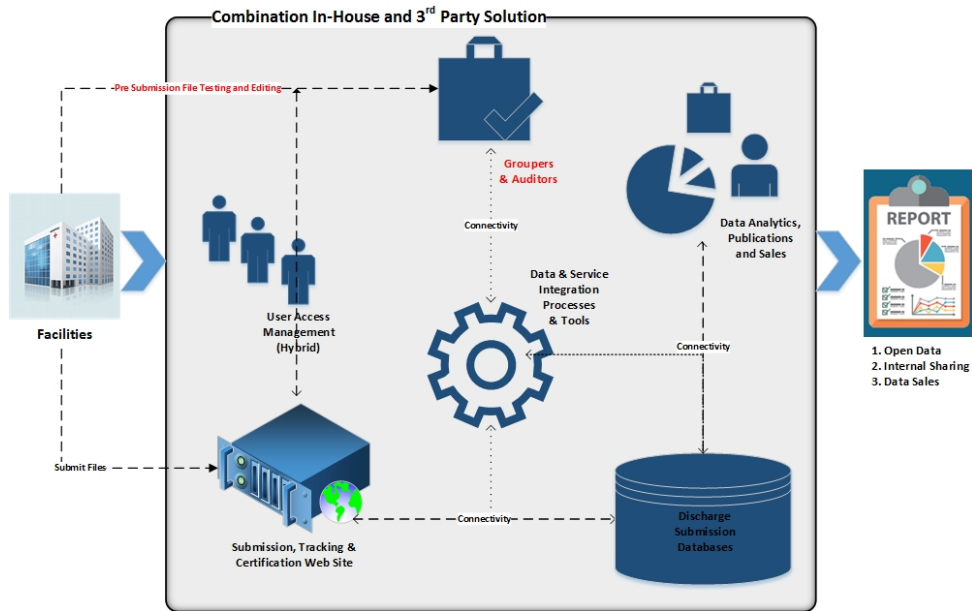 Combination In-House and 3rd Party Solution
Pre Submission File Testing and Editing
Groupers
& Auditors
Connectivity
Data Analytics,
Publications
and Sales
REPORT
Facilities
User Access
Management
(Hybrid)
Data & Service
Integration
Processes
& Tools
Connectivity
1. Open Data
2. Internal Sharing
3. Data Sales
Submit Files
Connectivity
Submission, Tracking &
Certification Web Site
Discharge
Submission
Databases